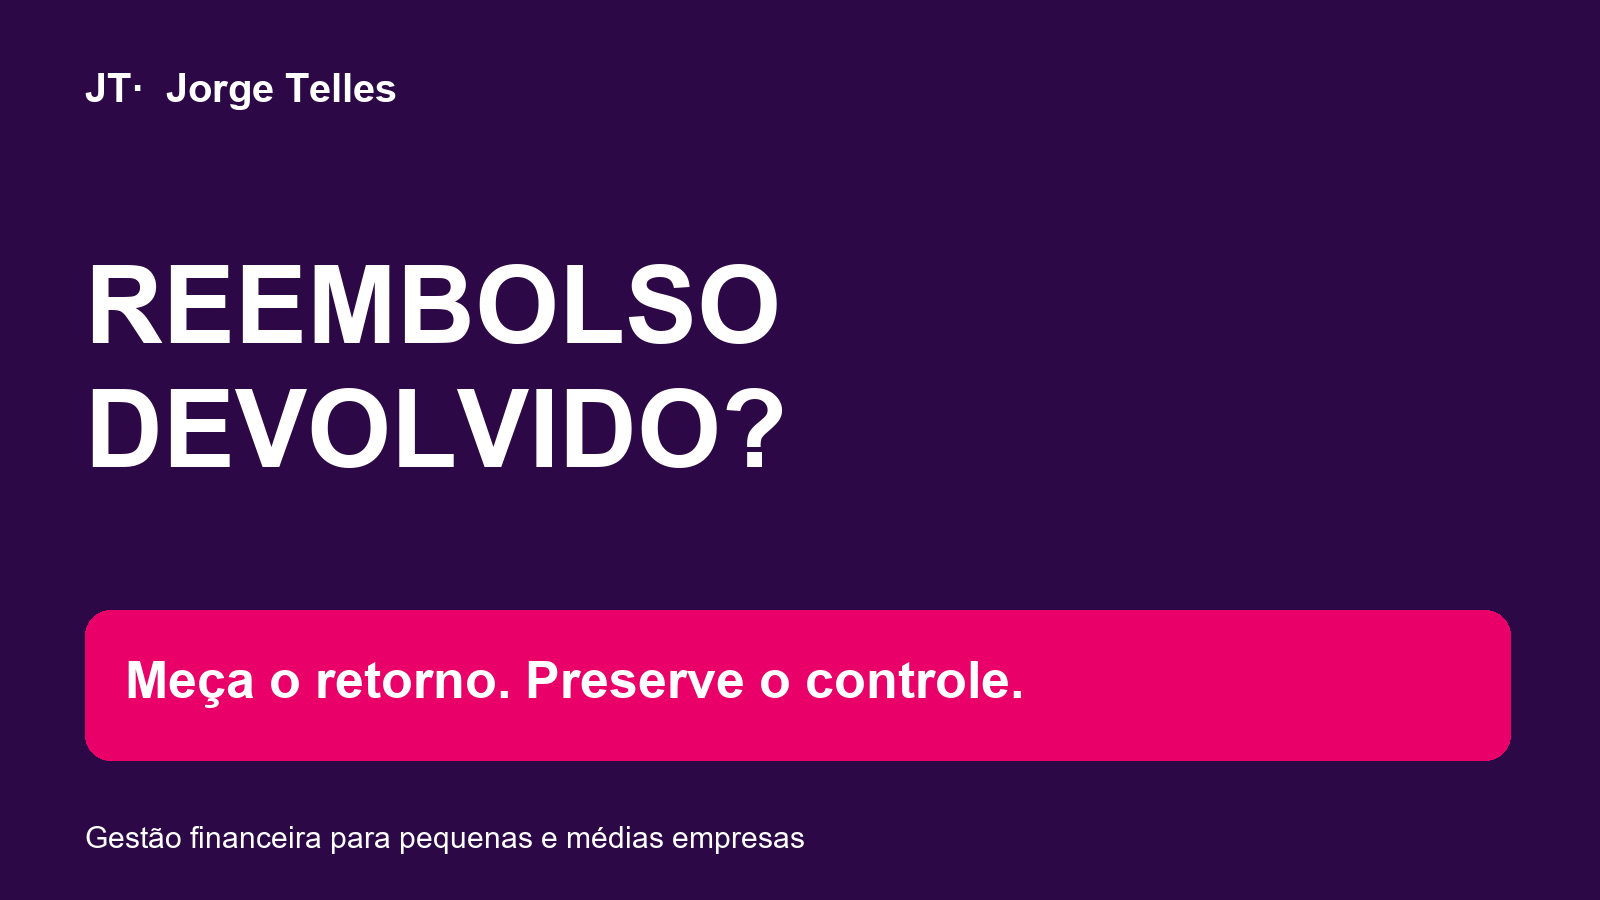 JT· Jorge Telles
REEMBOLSO
DEVOLVIDO?
Meça o retorno. Preserve o controle.
Gestão financeira para pequenas e médias empresas